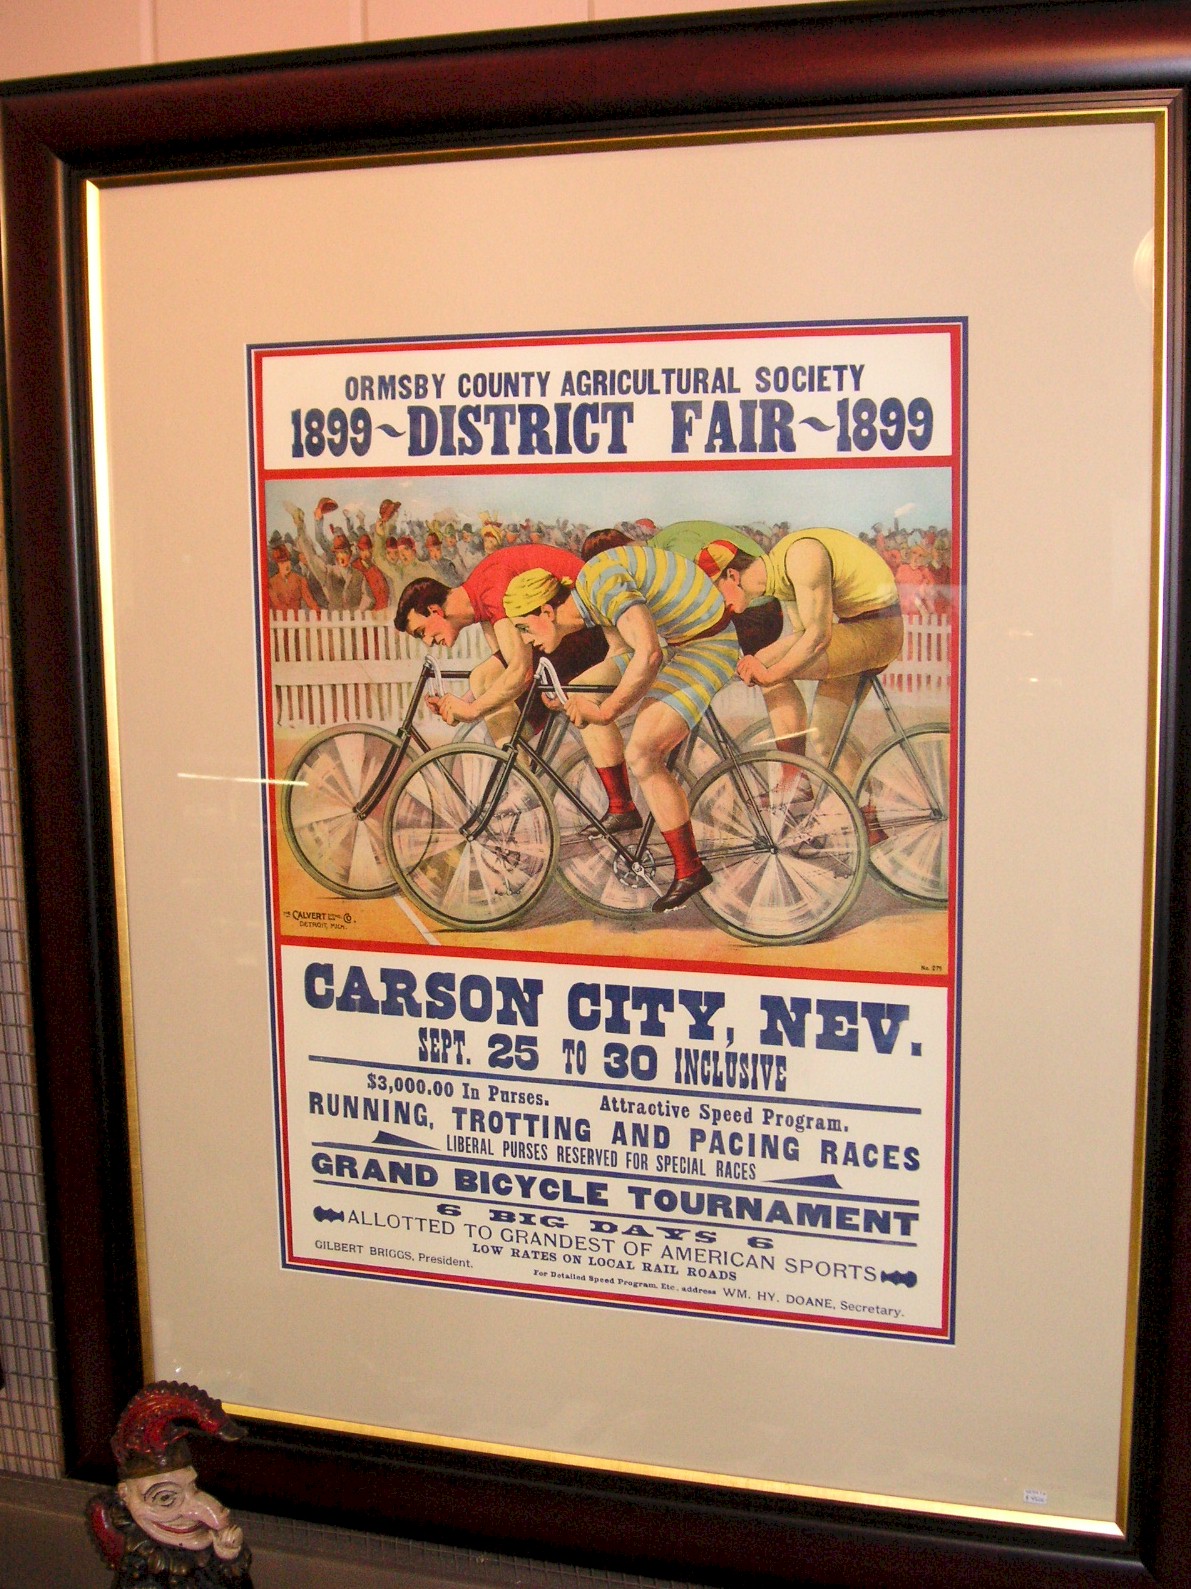 ORMSBY COUNTY AGRICULTURAL SOCIETY
1899~DISTRICT FAIR~1899
CALVERT CO.
DETROIT, MICH.
No. 271
CARSON CITY, NEV.
SEPT. 25 TO 30 INCLUSIVE
$3,000.00 In Purses. Attractive Speed Program.
RUNNING, TROTTING AND PACING RACES
LIBERAL PURSES RESERVED FOR SPECIAL RACES
GRAND BICYCLE TOURNAMENT
6 BIG DAYS 6
ALLOTTED TO GRANDEST OF AMERICAN SPORTS
LOW RATES ON LOCAL RAIL ROADS
GILBERT BRIGGS, President.
For Detailed Speed Program, Etc., address WM. HY. DOANE, Secretary.